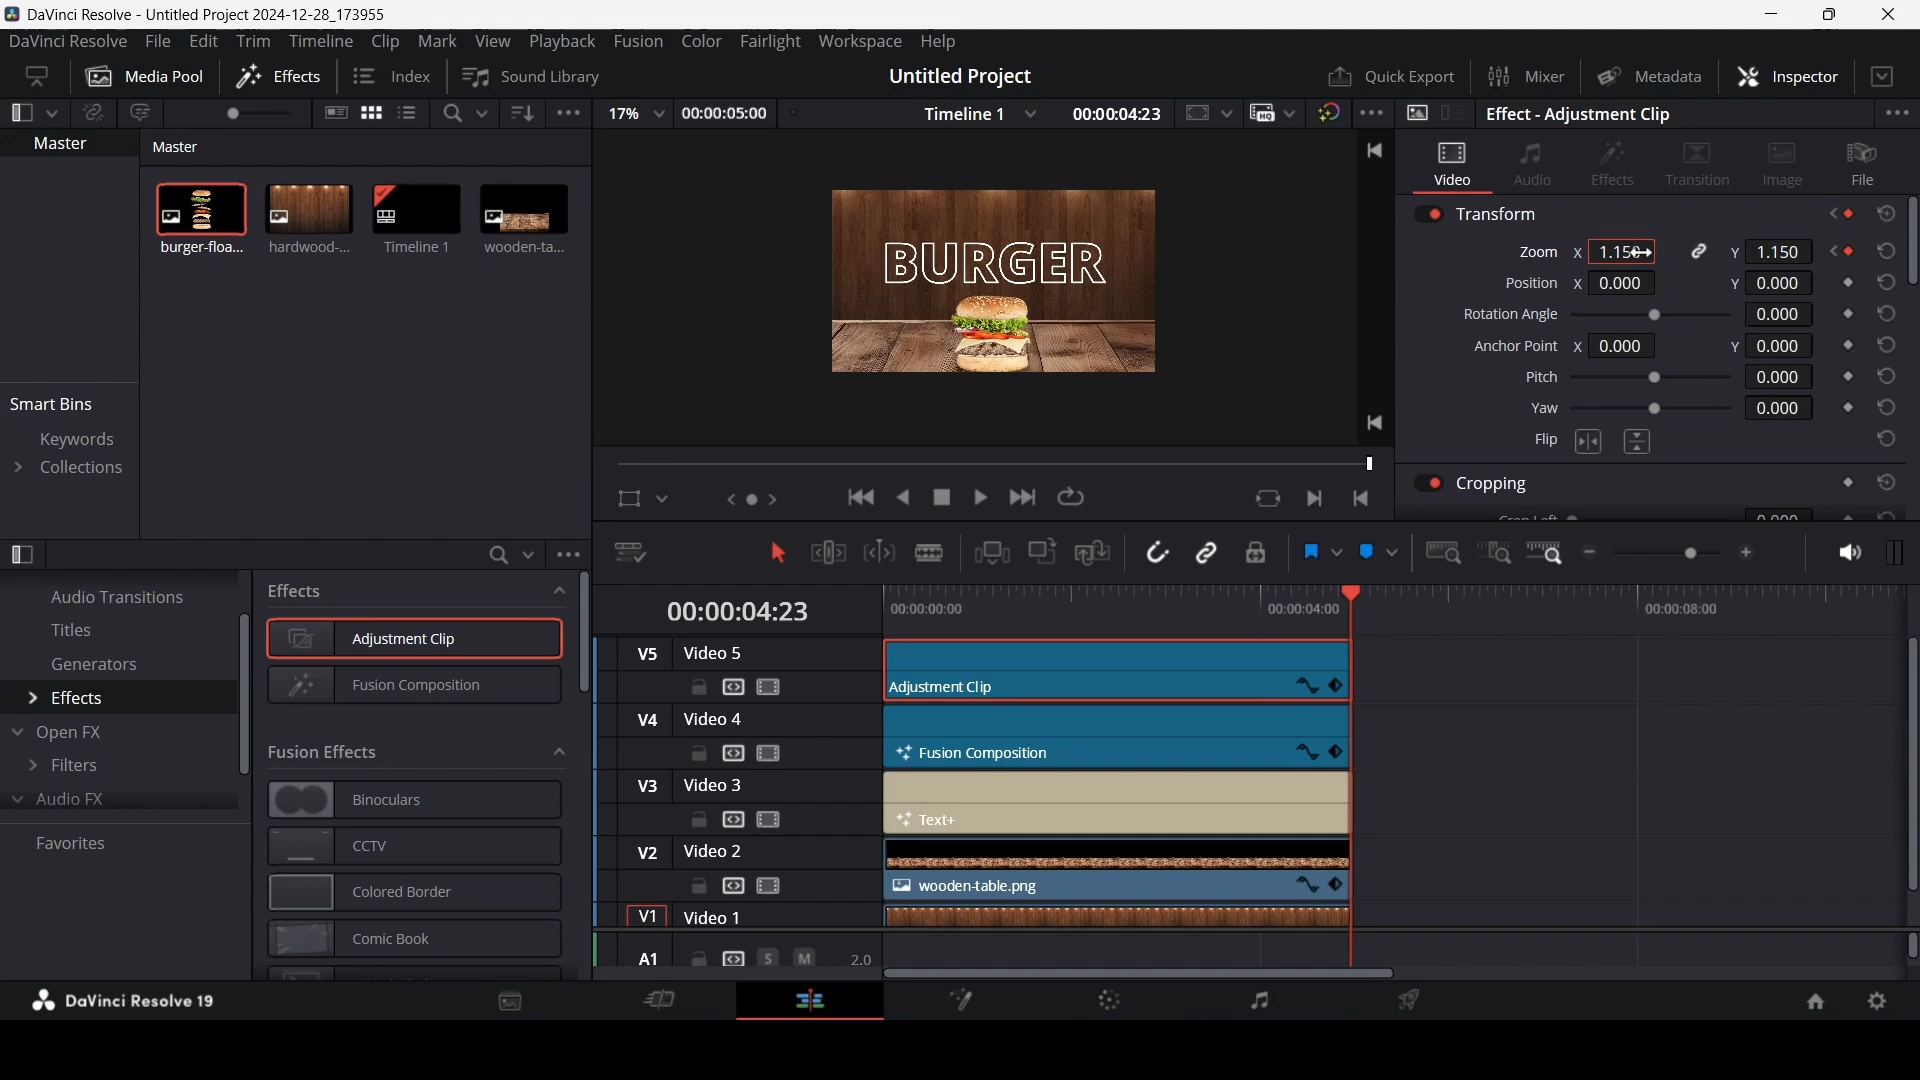 DaVinci Resolve - Untitled Project 2024-12-28_173955
DaVinci Resolve File Edit Trim Timeline Clip Mark View Playback Fusion Color Fairlight Workspace Help
Media Pool Effects Index Sound Library Untitled Project Quick Export Mixer Metadata Inspector
17% 00:00:05:00 Timeline 1 00:00:04:23 HQ Effect - Adjustment Clip
Master Master
Video Audio Effects Transition Image File
burger-floa... hardwood-... Timeline 1 wooden-ta...
BURGER
Transform
Zoom X 1.150 Y 1.150
Position X 0.000 Y 0.000
Rotation Angle 0.000
Anchor Point X 0.000 Y 0.000
Pitch 0.000
Yaw 0.000
Flip
Cropping
Crop Left 0.000
Smart Bins
Keywords
Collections
Audio Transitions
Titles
Generators
Effects
Open FX
Filters
Audio FX
Favorites
Effects
Adjustment Clip
Fusion Composition
Fusion Effects
Binoculars
CCTV
Colored Border
Comic Book
00:00:04:23 00:00:00:00 00:00:04:00 00:00:08:00
V5 Video 5
Adjustment Clip
V4 Video 4
Fusion Composition
V3 Video 3
Text+
V2 Video 2
wooden-table.png
V1 Video 1
A1 S M 2.0
DaVinci Resolve 19